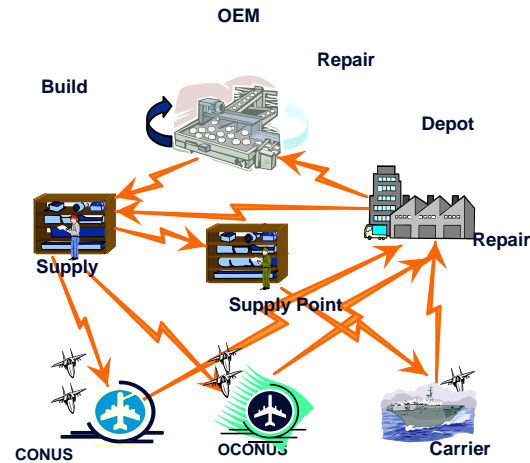 OEM
Repair
Build
Depot
Repair
Supply
Supply Point
CONUS
OCONUS
Carrier